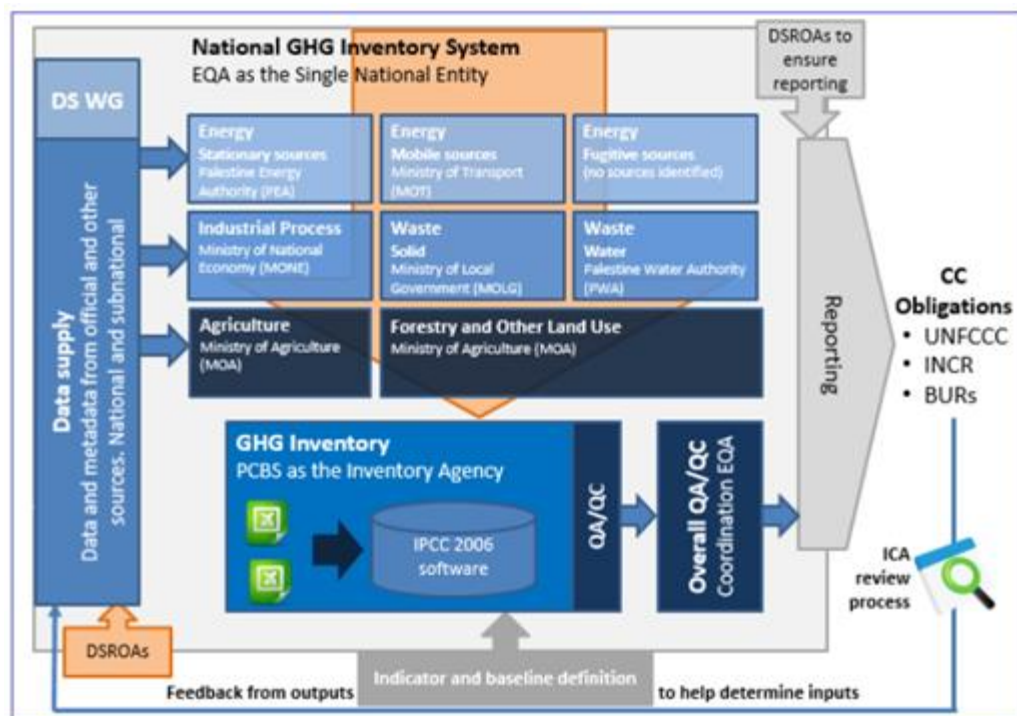 National GHG Inventory System
EQA as the Single National Entity
DSROAs to
ensure
reporting
DS WG
Data supply
Data and metadata from official and other
sources. National and subnational
Energy
Stationary sources
Palestine Energy
Authority (PEA)
Energy
Mobile sources
Ministry of Transport
(MOT)
Energy
Fugitive sources
(no sources identified)
Industrial Process
Ministry of National
Economy (MONE)
Waste
Solid
Ministry of Local
Government (MOLG)
Waste
Water
Palestine Water Authority
(PWA)
Agriculture
Ministry of Agriculture
(MOA)
Forestry and Other Land Use
Ministry of Agriculture (MOA)
GHG Inventory
PCBS as the Inventory Agency
IPCC 2006
software
QA/QC
Overall QA/QC
Coordination EQA
Reporting
CC
Obligations
• UNFCCC
• INCR
• BURs
ICA
review
process
DSROAs
Feedback from outputs
Indicator and baseline definition
to help determine inputs